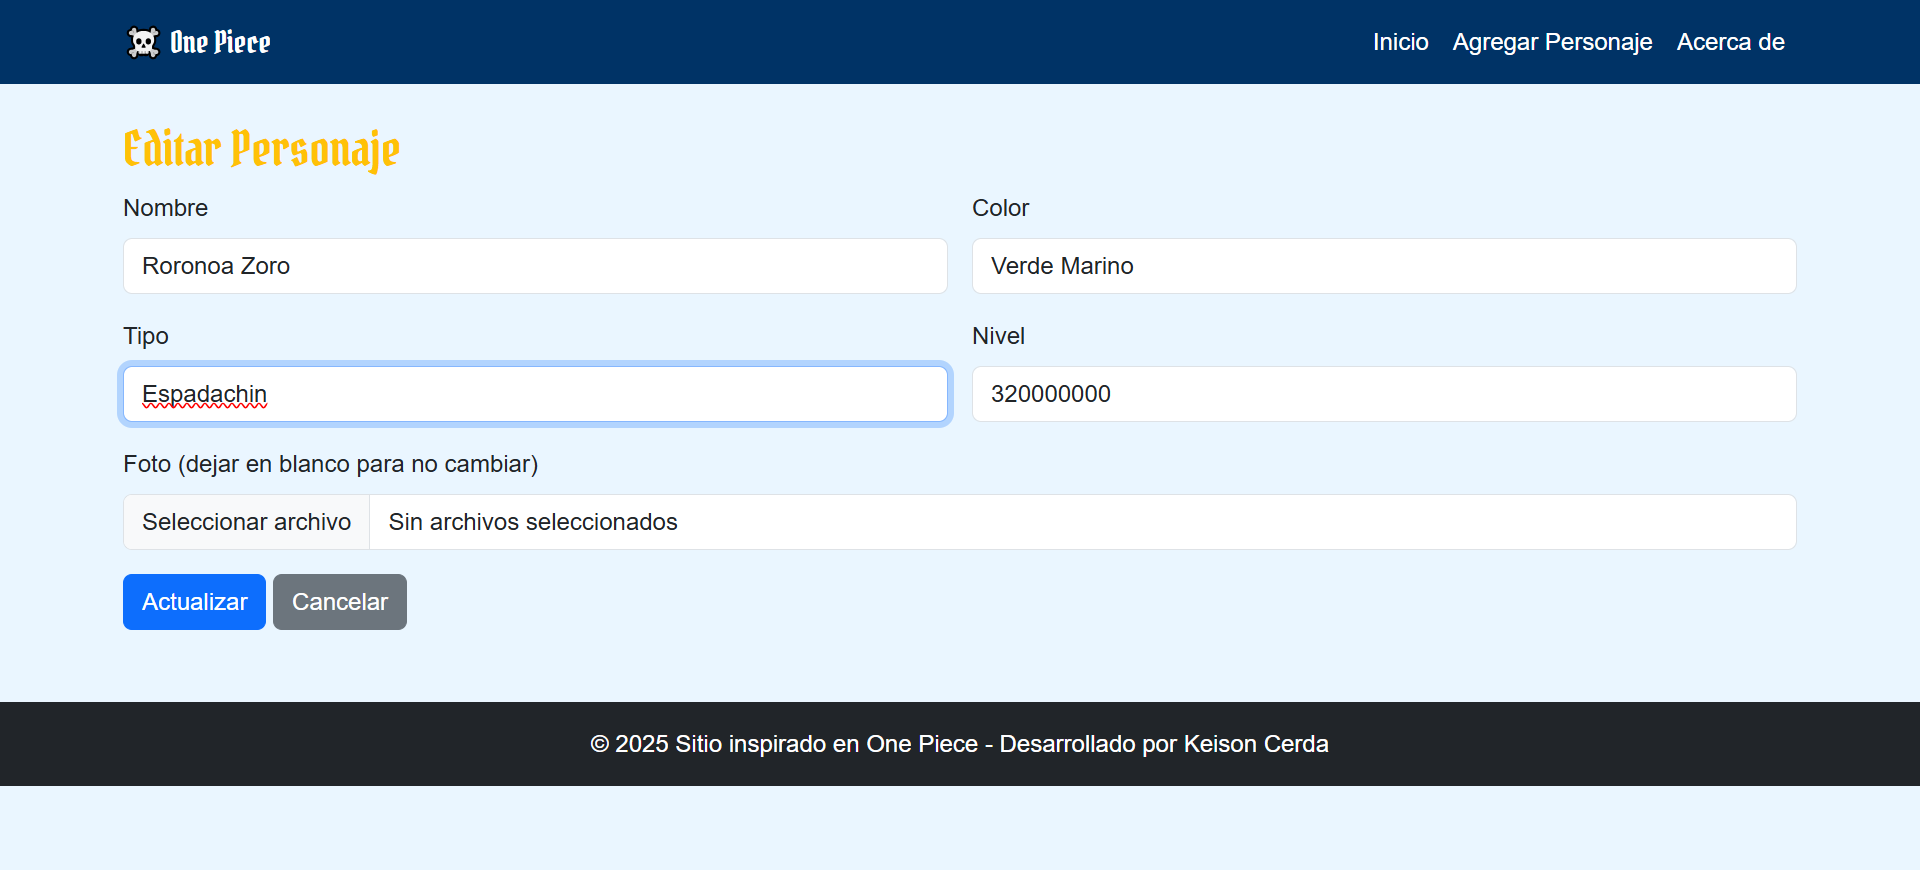 One Piece
Inicio Agregar Personaje Acerca de
Editar Personaje
Nombre
Color
Roronoa Zoro
Verde Marino
Tipo
Nivel
Espadachin
320000000
Foto (dejar en blanco para no cambiar)
Seleccionar archivo Sin archivos seleccionados
Actualizar Cancelar
© 2025 Sitio inspirado en One Piece - Desarrollado por Keison Cerda